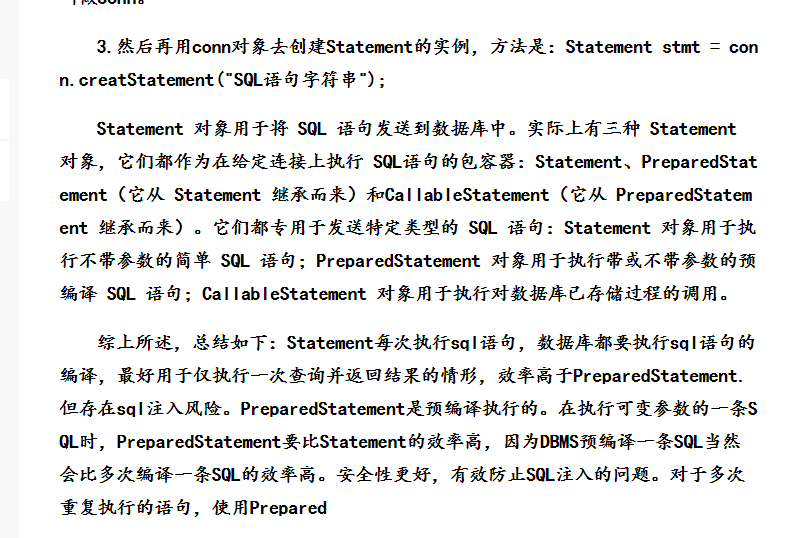 3.然后再用conn对象去创建Statement的实例，方法是：Statement stmt = con
n.creatStatement("SQL语句字符串");
Statement 对象用于将 SQL 语句发送到数据库中。实际上有三种 Statement
对象，它们都作为在给定连接上执行 SQL语句的包容器：Statement、PreparedStat
ement（它从 Statement 继承而来）和CallableStatement（它从 PreparedStatem
ent 继承而来）。它们都专用于发送特定类型的 SQL 语句：Statement 对象用于执
行不带参数的简单 SQL 语句；PreparedStatement 对象用于执行带或不带参数的预
编译 SQL 语句；CallableStatement 对象用于执行对数据库已存储过程的调用。
综上所述，总结如下：Statement每次执行sql语句，数据库都要执行sql语句的
编译，最好用于仅执行一次查询并返回结果的情形，效率高于PreparedStatement.
但存在sql注入风险。PreparedStatement是预编译执行的。在执行可变参数的一条S
QL时，PreparedStatement要比Statement的效率高，因为DBMS预编译一条SQL当然
会比多次编译一条SQL的效率高。安全性更好，有效防止SQL注入的问题。对于多次
重复执行的语句，使用Prepared